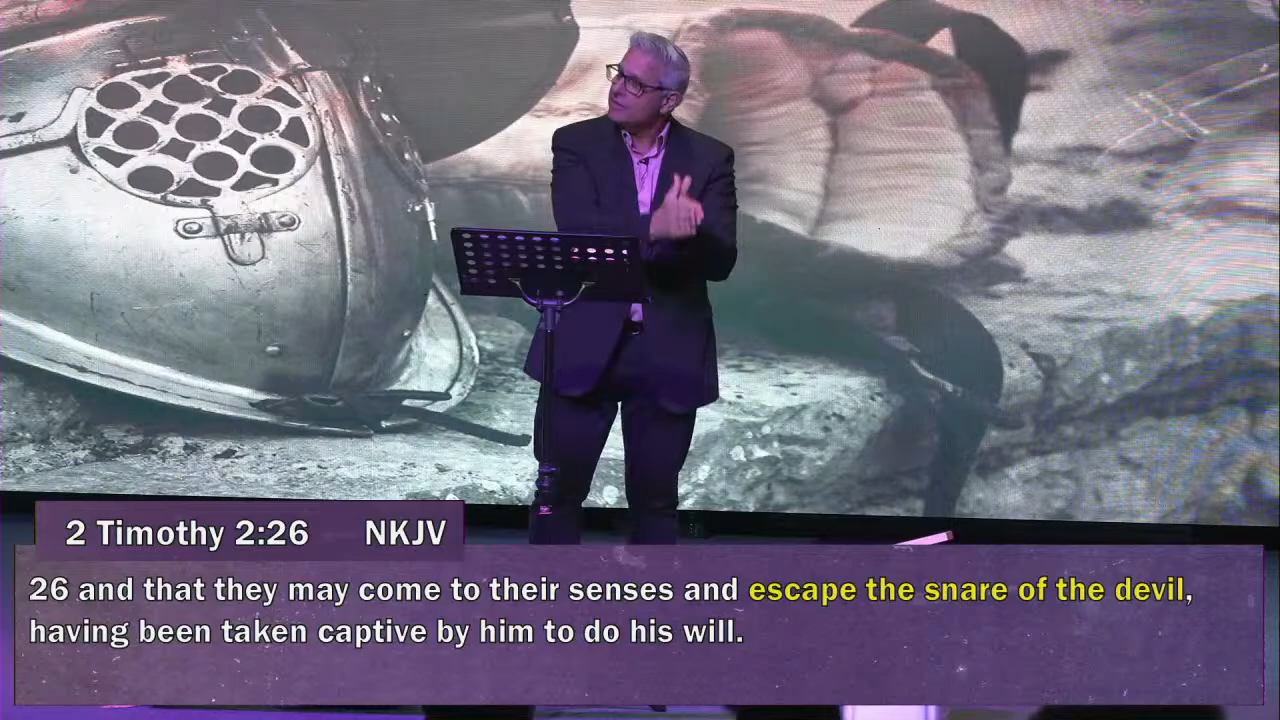 2 Timothy 2:26 NKJV
26 and that they may come to their senses and escape the snare of the devil,
having been taken captive by him to do his will.